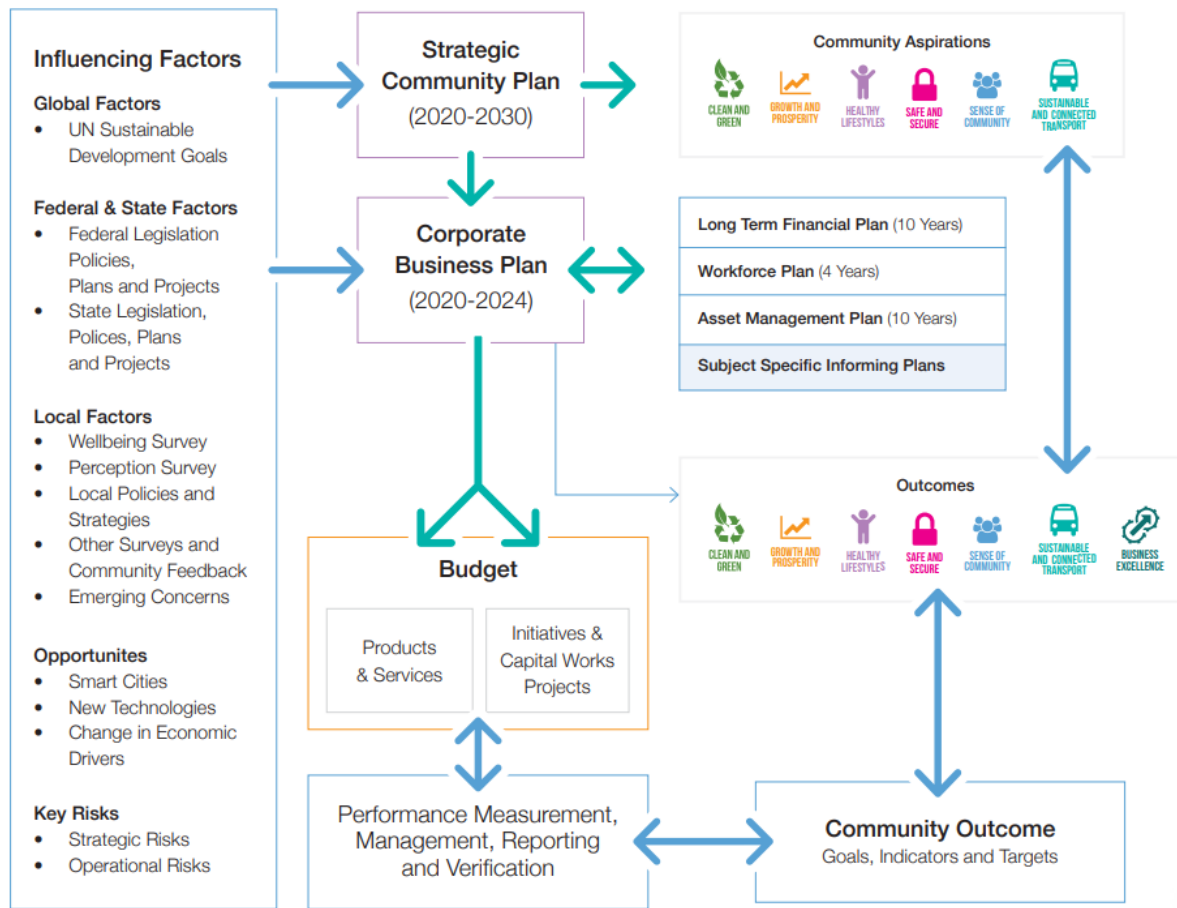 Influencing Factors
Global Factors
• UN Sustainable
Development Goals
Federal & State Factors
• Federal Legislation
Policies,
Plans and Projects
• State Legislation,
Polices, Plans
and Projects
Local Factors
• Wellbeing Survey
• Perception Survey
• Local Policies and
Strategies
• Other Surveys and
Community Feedback
• Emerging Concerns
Opportunites
• Smart Cities
• New Technologies
• Change in Economic
Drivers
Key Risks
• Strategic Risks
• Operational Risks
Strategic
Community Plan
(2020-2030)
Community Aspirations
CLEAN AND
GREEN
GROWTH AND
PROSPERITY
HEALTHY
LIFESTYLES
SAFE AND
SECURE
SENSE OF
COMMUNITY
SUSTAINABLE
AND CONNECTED
TRANSPORT
Corporate
Business Plan
(2020-2024)
Long Term Financial Plan (10 Years)
Workforce Plan (4 Years)
Asset Management Plan (10 Years)
Subject Specific Informing Plans
Outcomes
CLEAN AND
GREEN
GROWTH AND
PROSPERITY
HEALTHY
LIFESTYLES
SAFE AND
SECURE
SENSE OF
COMMUNITY
SUSTAINABLE
AND CONNECTED
TRANSPORT
BUSINESS
EXCELLENCE
Budget
Products
& Services
Initiatives &
Capital Works
Projects
Performance Measurement,
Management, Reporting
and Verification
Community Outcome
Goals, Indicators and Targets